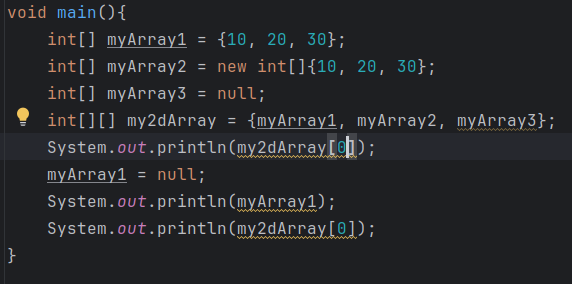 void main(){
int[] myArray1 = {10, 20, 30};
int[] myArray2 = new int[]{10, 20, 30};
int[] myArray3 = null;
int[][] my2dArray = {myArray1, myArray2, myArray3};
System.out.println(my2dArray[0]);
myArray1 = null;
System.out.println(myArray1);
System.out.println(my2dArray[0]);
}